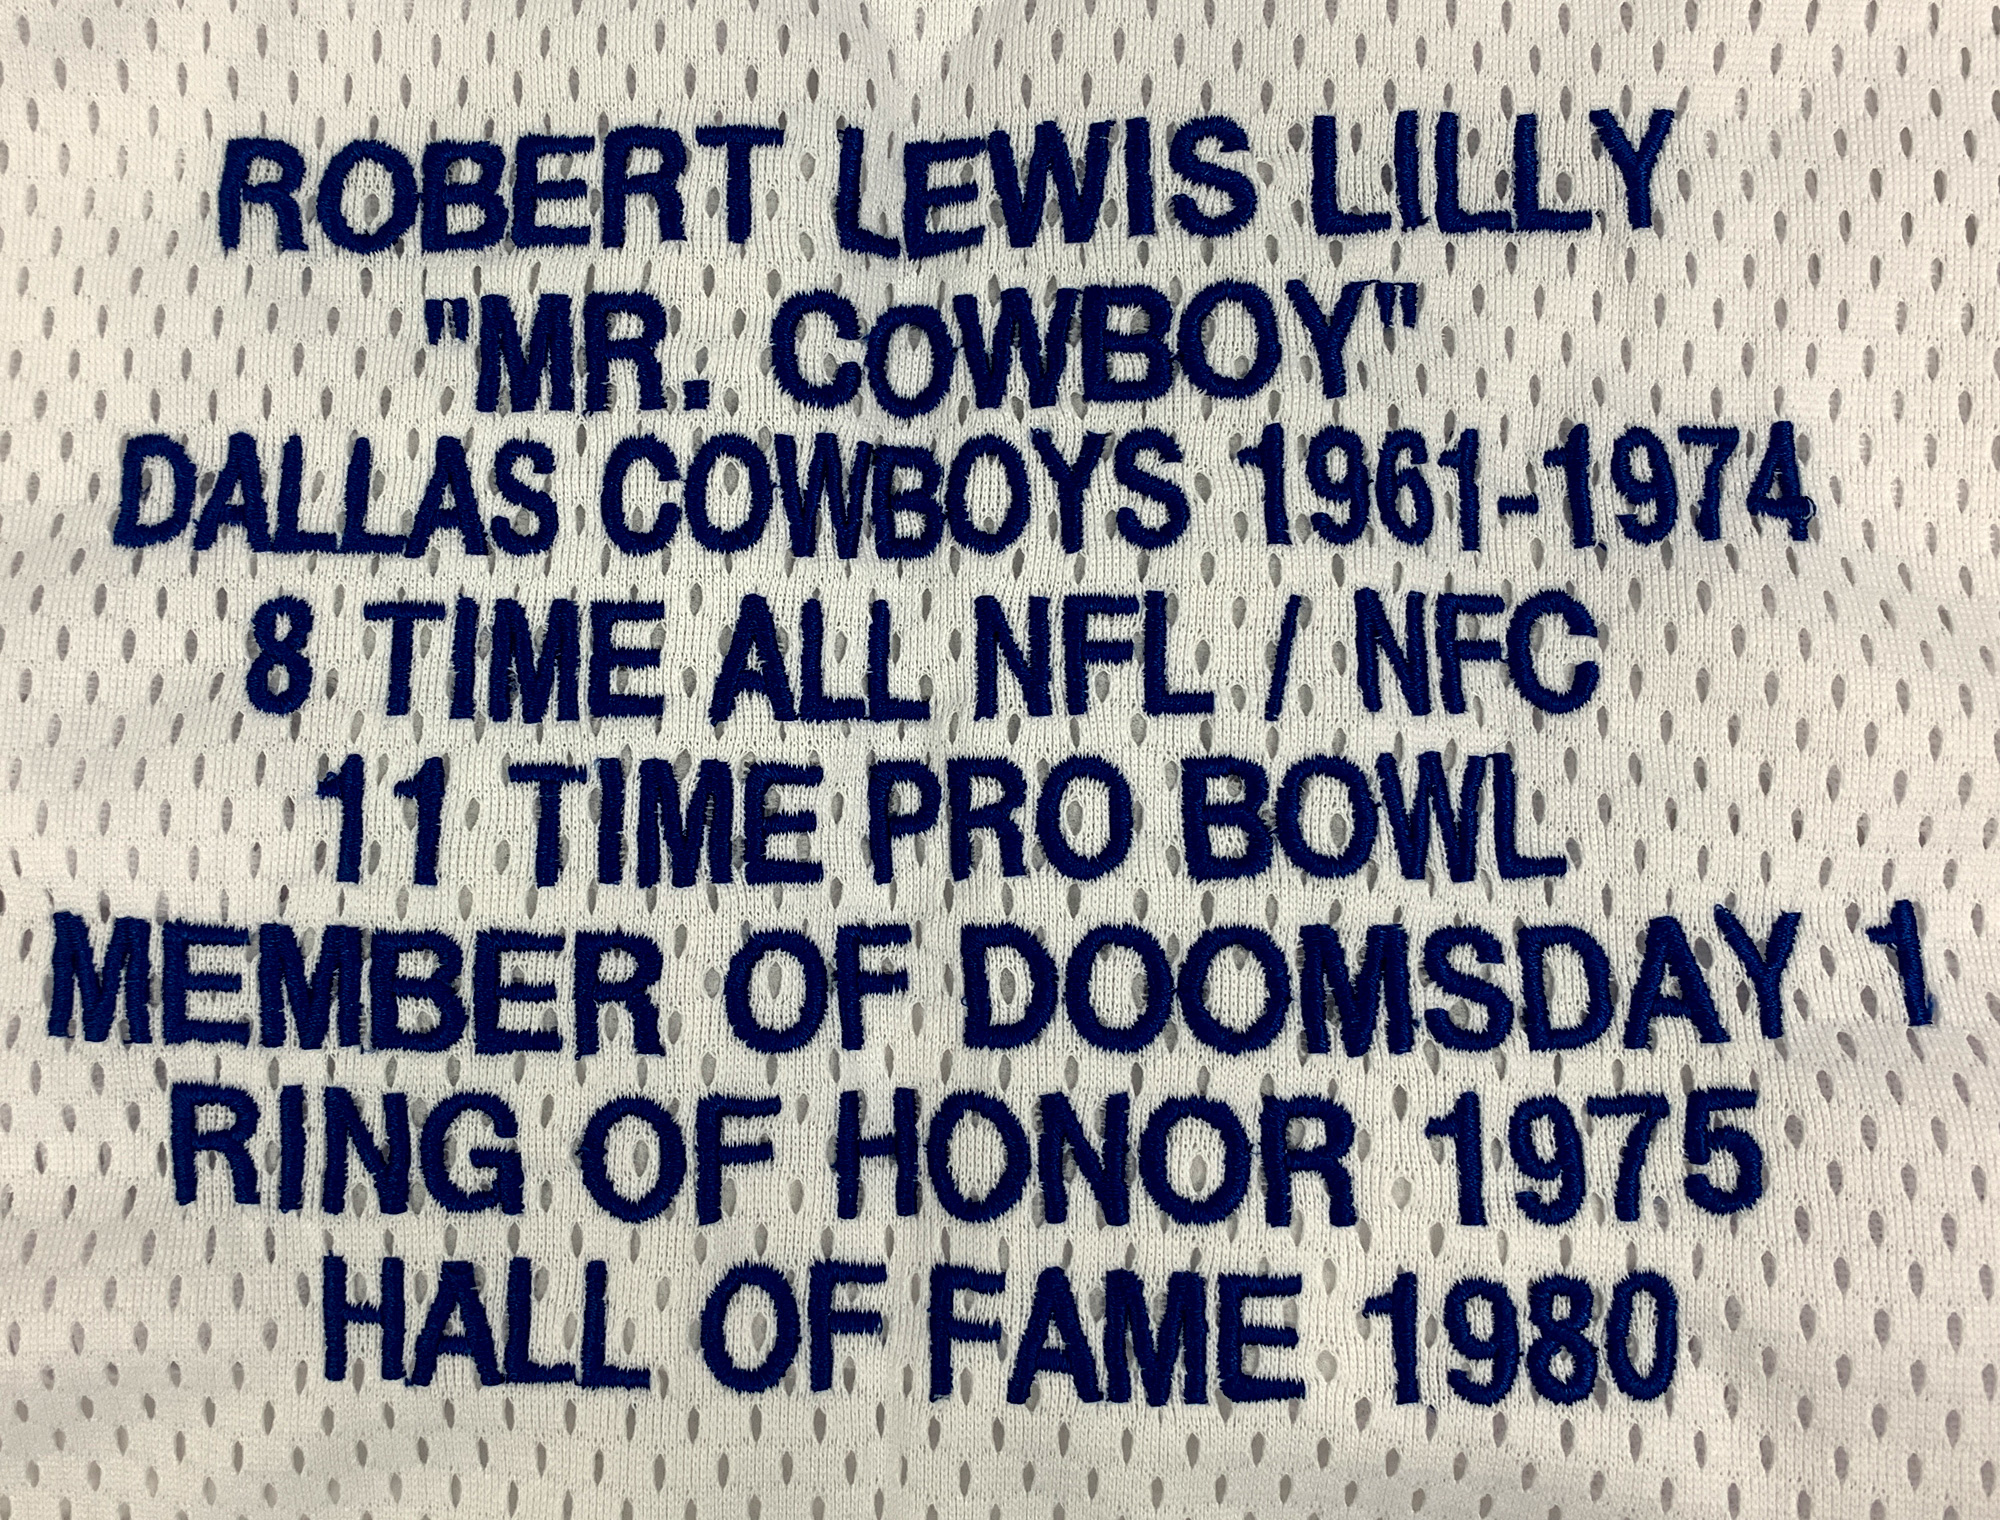 ROBERT LEWIS LILLY
"MR. COWBOY"
DALLAS COWBOYS 1961-1974
8 TIME ALL NFL / NFC
11 TIME PRO BOWL
MEMBER OF DOOMSDAY 1
RING OF HONOR 1975
HALL OF FAME 1980